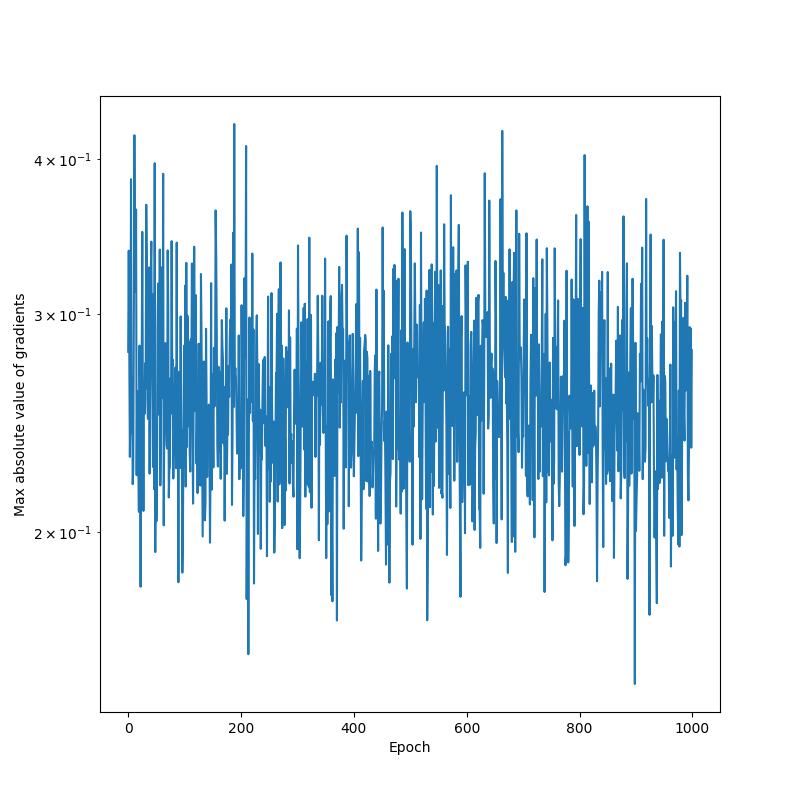 Max absolute value of gradients
4 × 10⁻¹
3 × 10⁻¹
2 × 10⁻¹
0 200 400 600 800 1000
Epoch